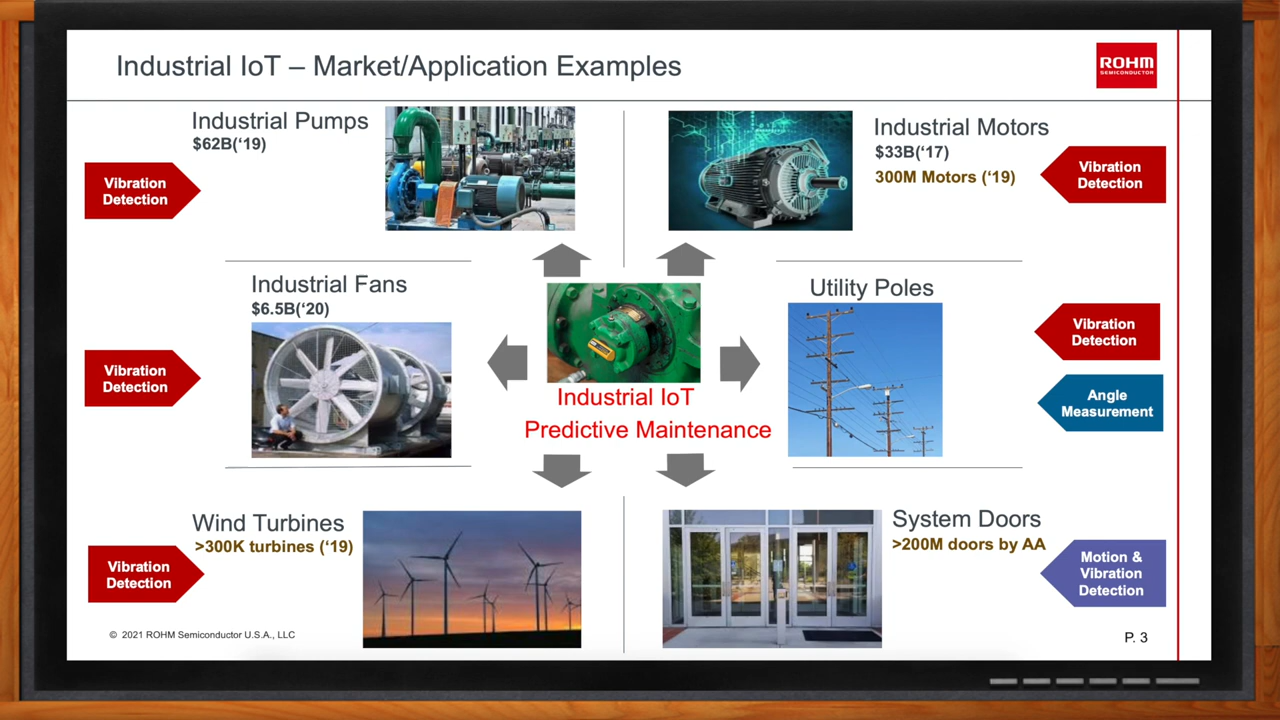 Industrial IoT – Market/Application Examples
ROHM
SEMICONDUCTOR
Industrial Pumps
$62B(‘19)
Vibration
Detection
Industrial Motors
$33B(‘17)
300M Motors (‘19)
Vibration
Detection
Industrial Fans
$6.5B(‘20)
Vibration
Detection
Industrial IoT
Predictive Maintenance
Utility Poles
Vibration
Detection
Angle
Measurement
Wind Turbines
>300K turbines (‘19)
Vibration
Detection
System Doors
>200M doors by AA
Motion &
Vibration
Detection
© 2021 ROHM Semiconductor U.S.A., LLC
P. 3